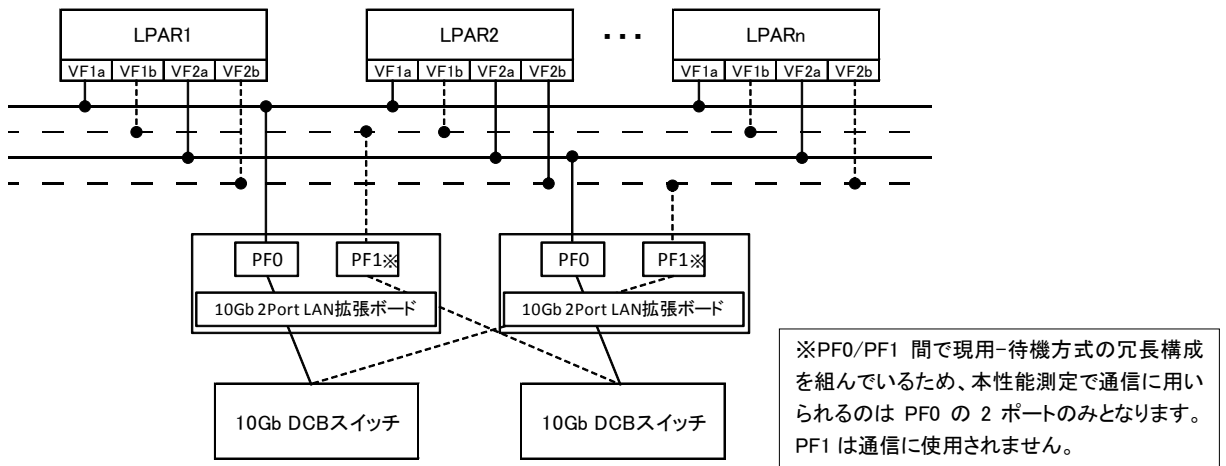 LPAR1
VF1a VF1b VF2a VF2b
LPAR2
VF1a VF1b VF2a VF2b
・・・
LPARn
VF1a VF1b VF2a VF2b
PF0
PF1※
10Gb 2Port LAN拡張ボード
PF0
PF1※
10Gb 2Port LAN拡張ボード
10Gb DCBスイッチ
10Gb DCBスイッチ
※PF0/PF1 間で現用-待機方式の冗長構成
を組んでいるため、本性能測定で通信に用い
られるのは PF0 の 2 ポートのみとなります。
PF1 は通信に使用されません。